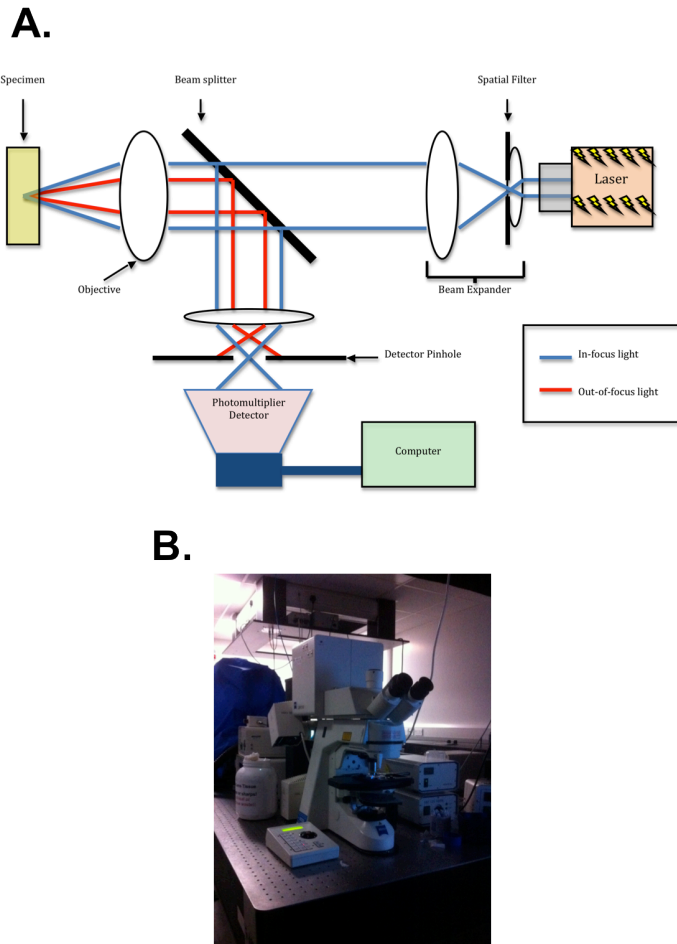 A.
Specimen
Beam splitter
Spatial Filter
Laser
Objective
Beam Expander
Detector Pinhole
In-focus light
Out-of-focus light
Photomultiplier
Detector
Computer
B.